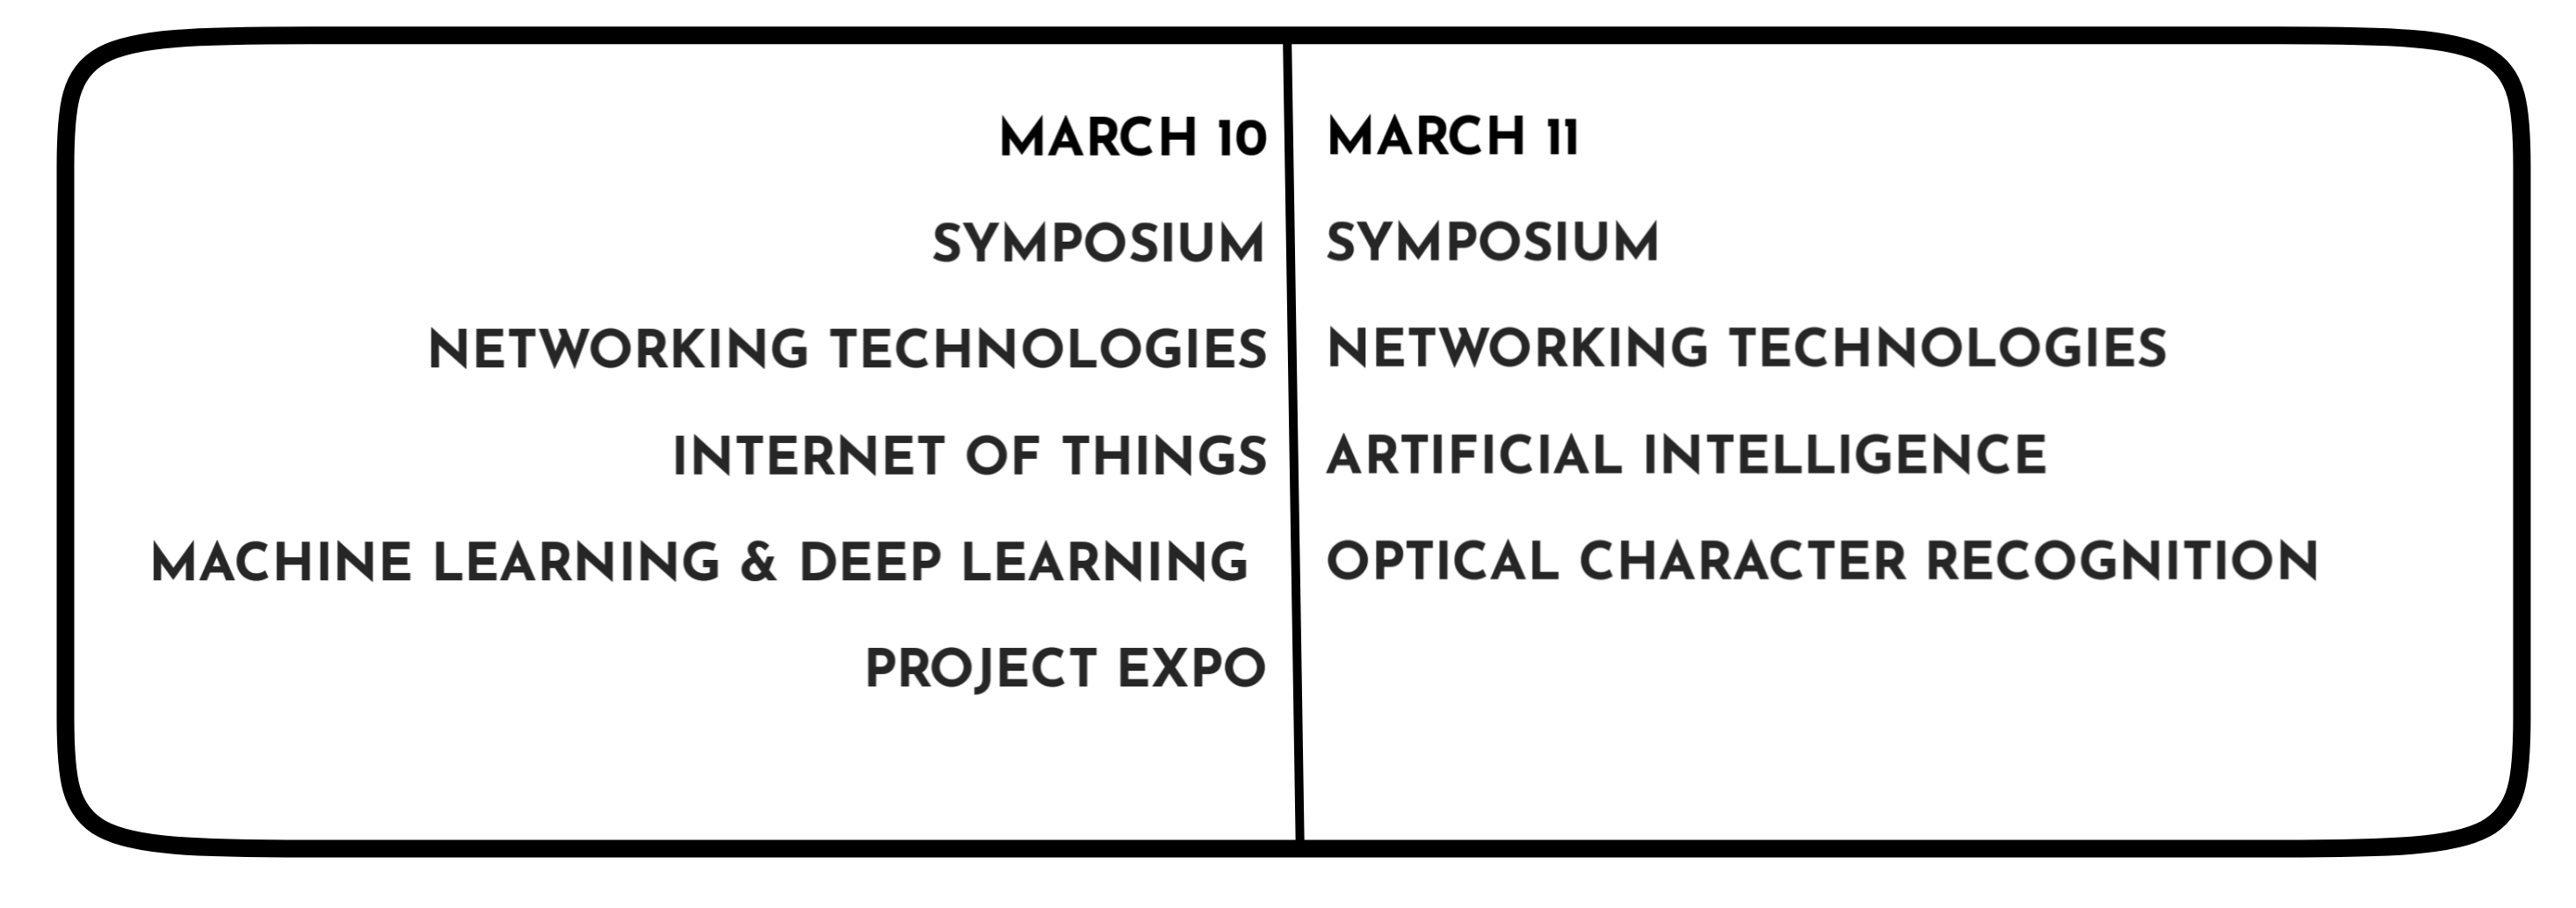 MARCH 10
SYMPOSIUM
NETWORKING TECHNOLOGIES
INTERNET OF THINGS
MACHINE LEARNING & DEEP LEARNING
PROJECT EXPO
MARCH 11
SYMPOSIUM
NETWORKING TECHNOLOGIES
ARTIFICIAL INTELLIGENCE
OPTICAL CHARACTER RECOGNITION